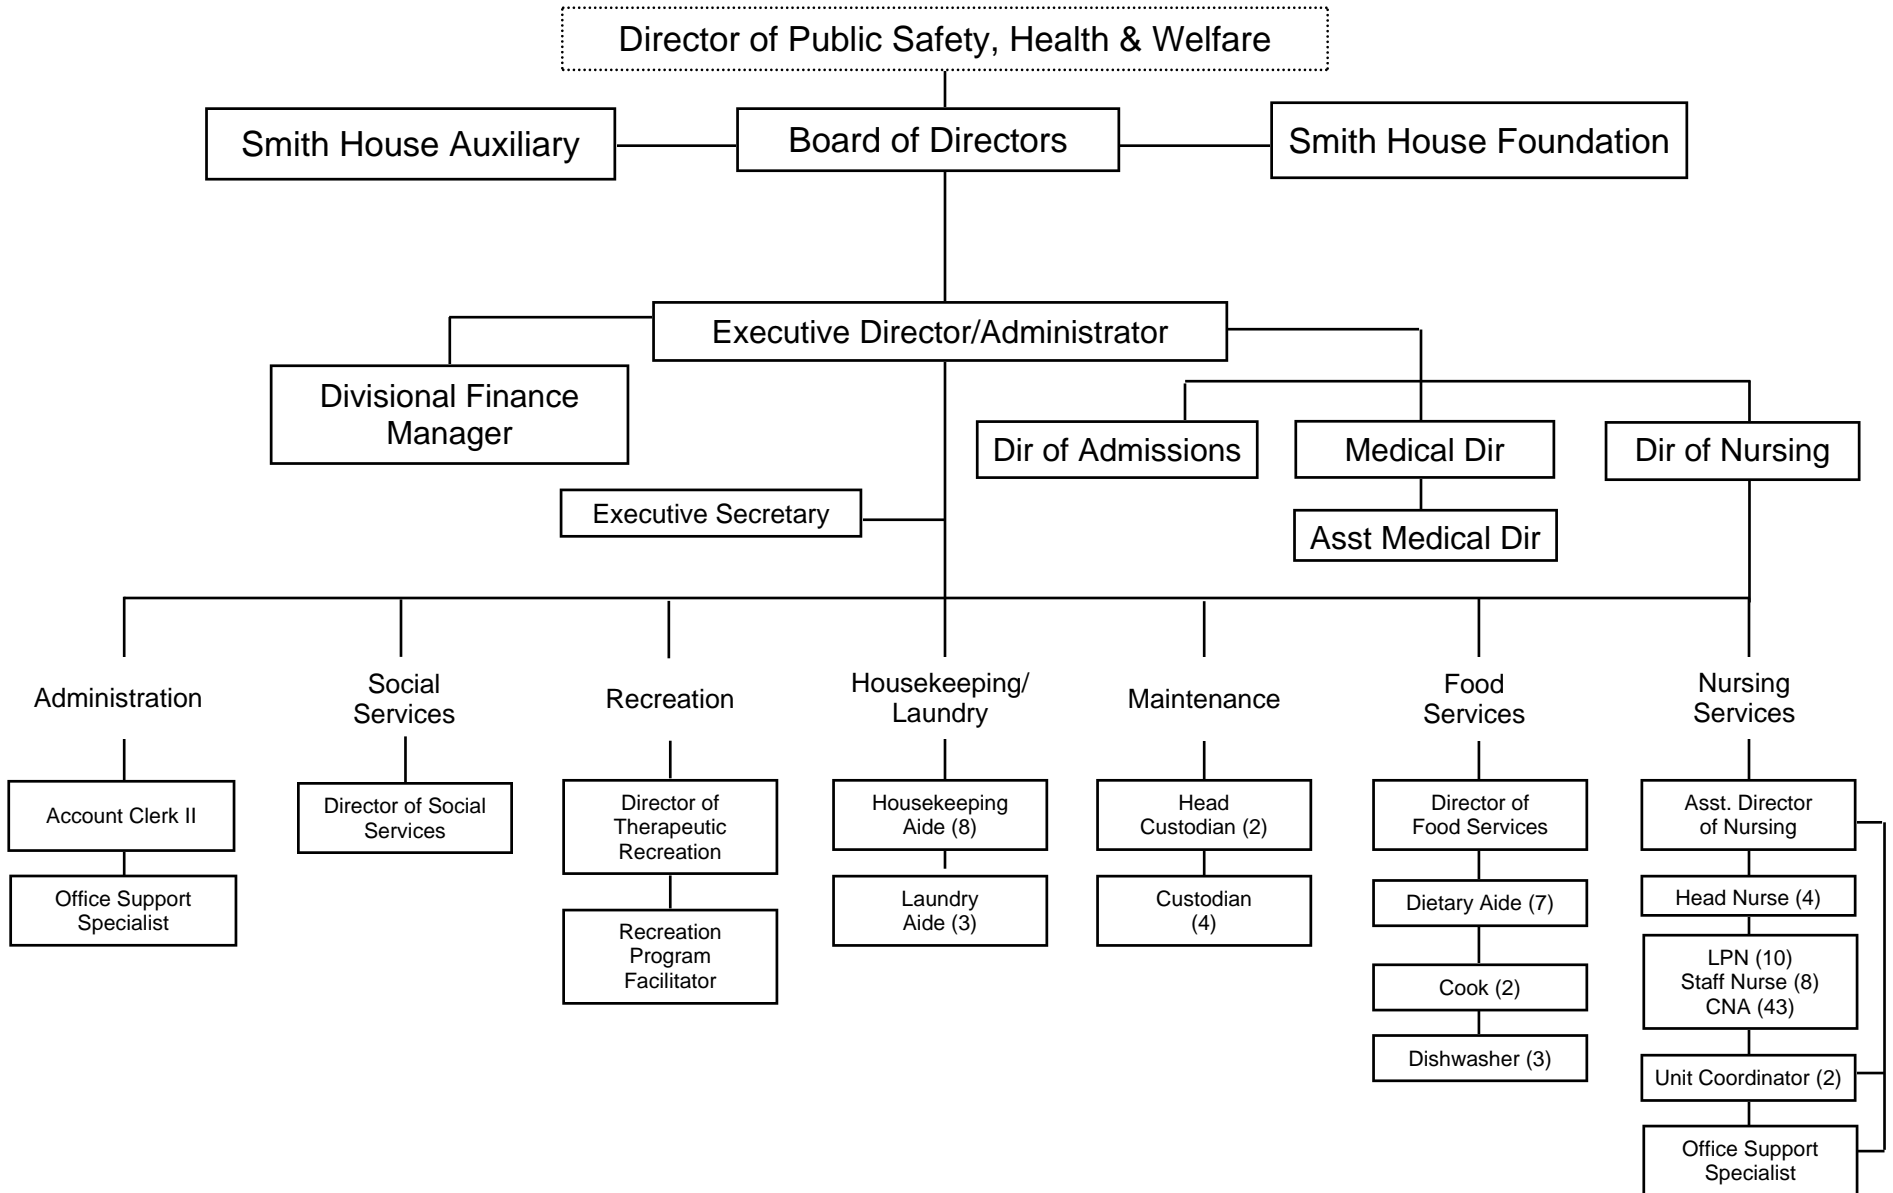 Director of Public Safety, Health & Welfare
Smith House Auxiliary
Board of Directors
Smith House Foundation
Executive Director/Administrator
Divisional Finance
Manager
Dir of Admissions
Medical Dir
Dir of Nursing
Executive Secretary
Asst Medical Dir
Administration
Social
Services
Recreation
Housekeeping/
Laundry
Maintenance
Food
Services
Nursing
Services
Account Clerk II
Office Support
Specialist
Director of Social
Services
Director of
Therapeutic
Recreation
Recreation
Program
Facilitator
Housekeeping
Aide (8)
Laundry
Aide (3)
Head
Custodian (2)
Custodian
(4)
Director of
Food Services
Dietary Aide (7)
Cook (2)
Dishwasher (3)
Asst. Director
of Nursing
Head Nurse (4)
LPN (10)
Staff Nurse (8)
CNA (43)
Unit Coordinator (2)
Office Support
Specialist